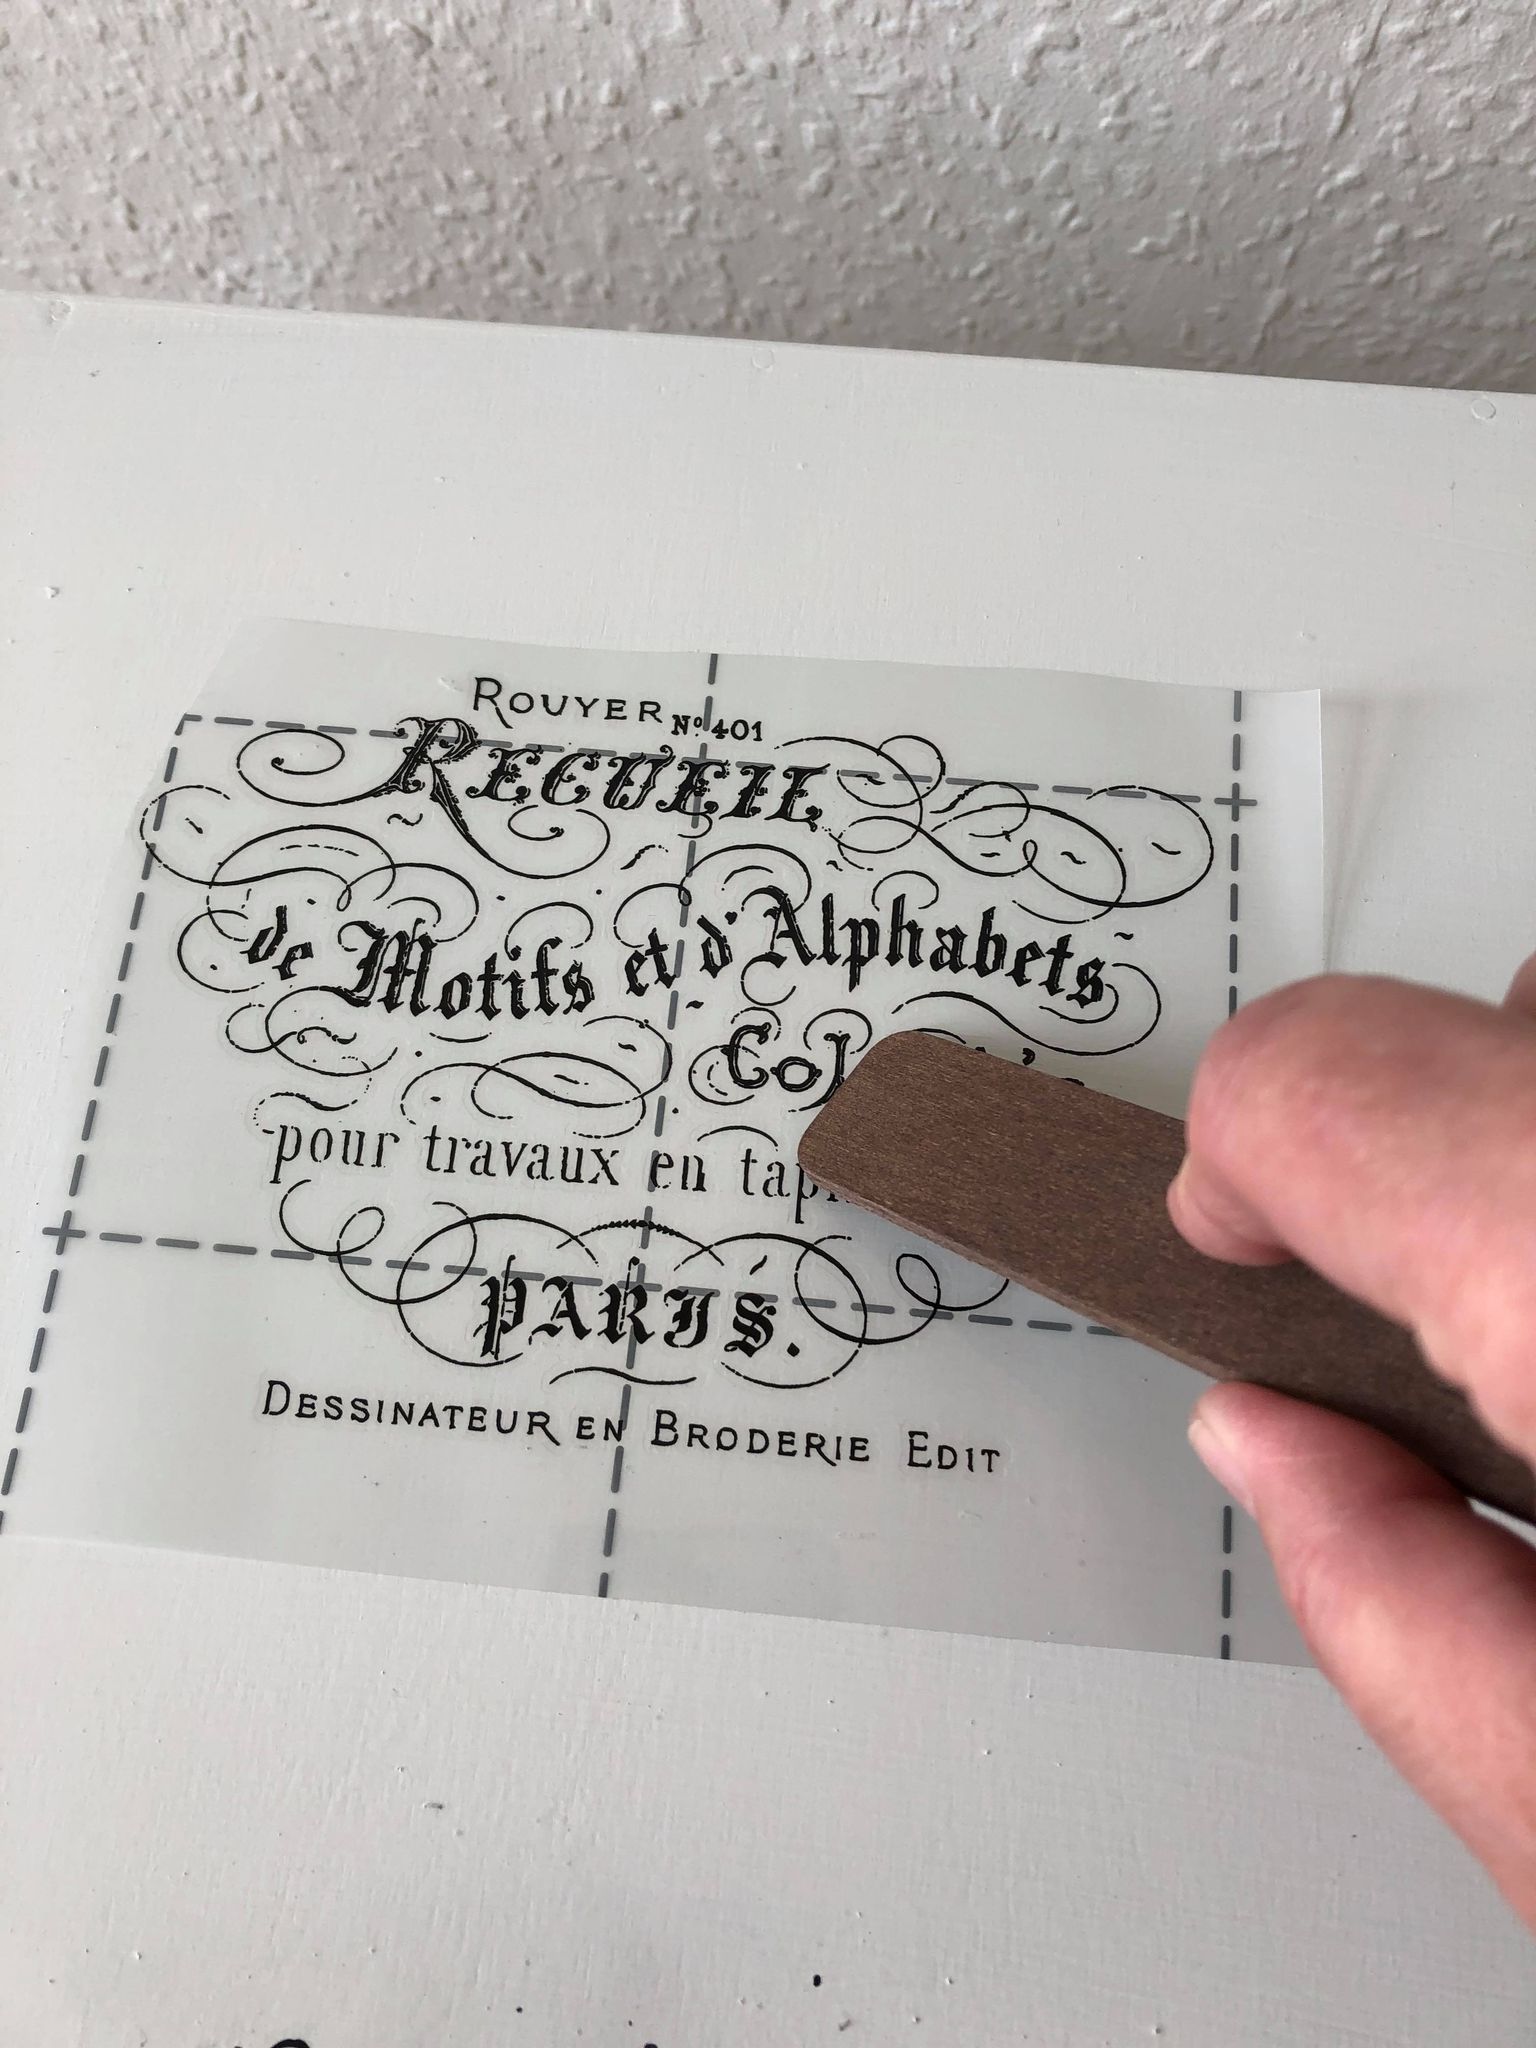 ROUYER Nº 401
RECUEIL
de Motifs et d'Alphabets
pour travaux en
PARIS.
DESSINATEUR EN BRODERIE EDIT